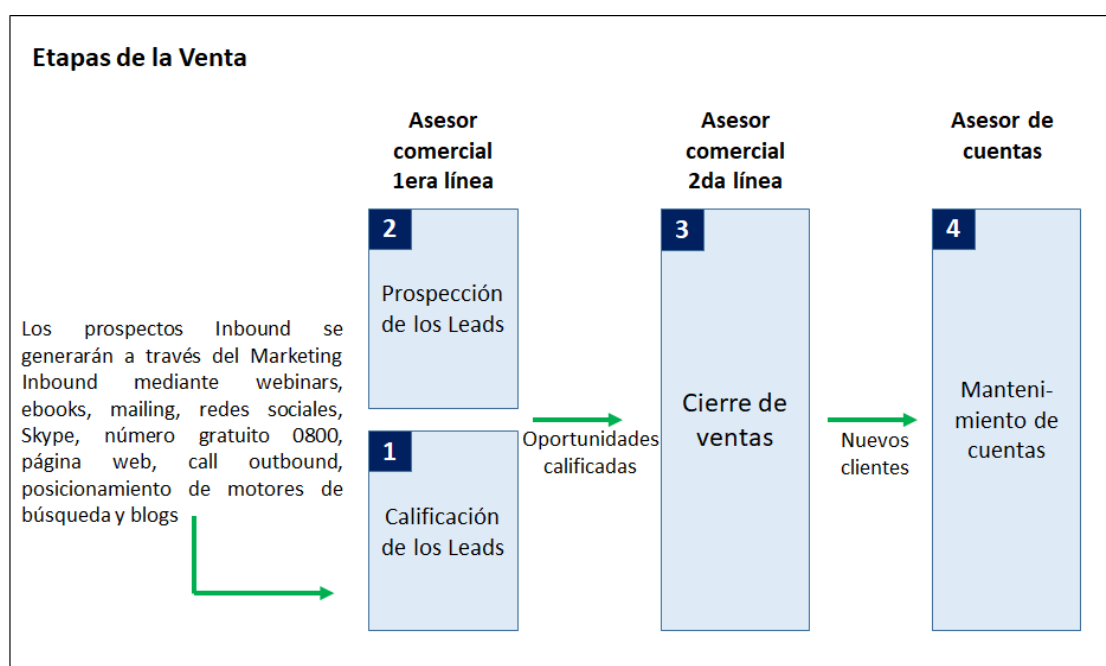 Etapas de la Venta
Los prospectos Inbound se
generarán a través del Marketing
Inbound mediante webinars,
ebooks, mailing, redes sociales,
Skype, número gratuito 0800,
página web, call outbound,
posicionamiento de motores de
búsqueda y blogs
Asesor
comercial
1era línea
2
Prospección
de los Leads
1
Calificación
de los Leads
Oportunidades
calificadas
Asesor
comercial
2da línea
3
Cierre de
ventas
Nuevos
clientes
Asesor de
cuentas
4
Manteni-
miento de
cuentas